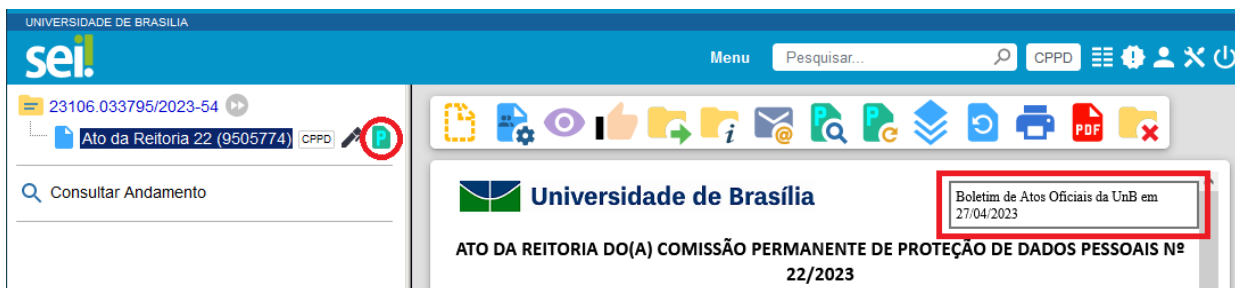 UNIVERSIDADE DE BRASILIA
sei!
Menu
Pesquisar...
CPPD
23106.033795/2023-54
Ato da Reitoria 22 (9505774)
CPPD
P
Consultar Andamento
P
P
i
@
PDF
Universidade de Brasília
Boletim de Atos Oficiais da UnB em
27/04/2023
ATO DA REITORIA DO(A) COMISSÃO PERMANENTE DE PROTEÇÃO DE DADOS PESSOAIS Nº
22/2023